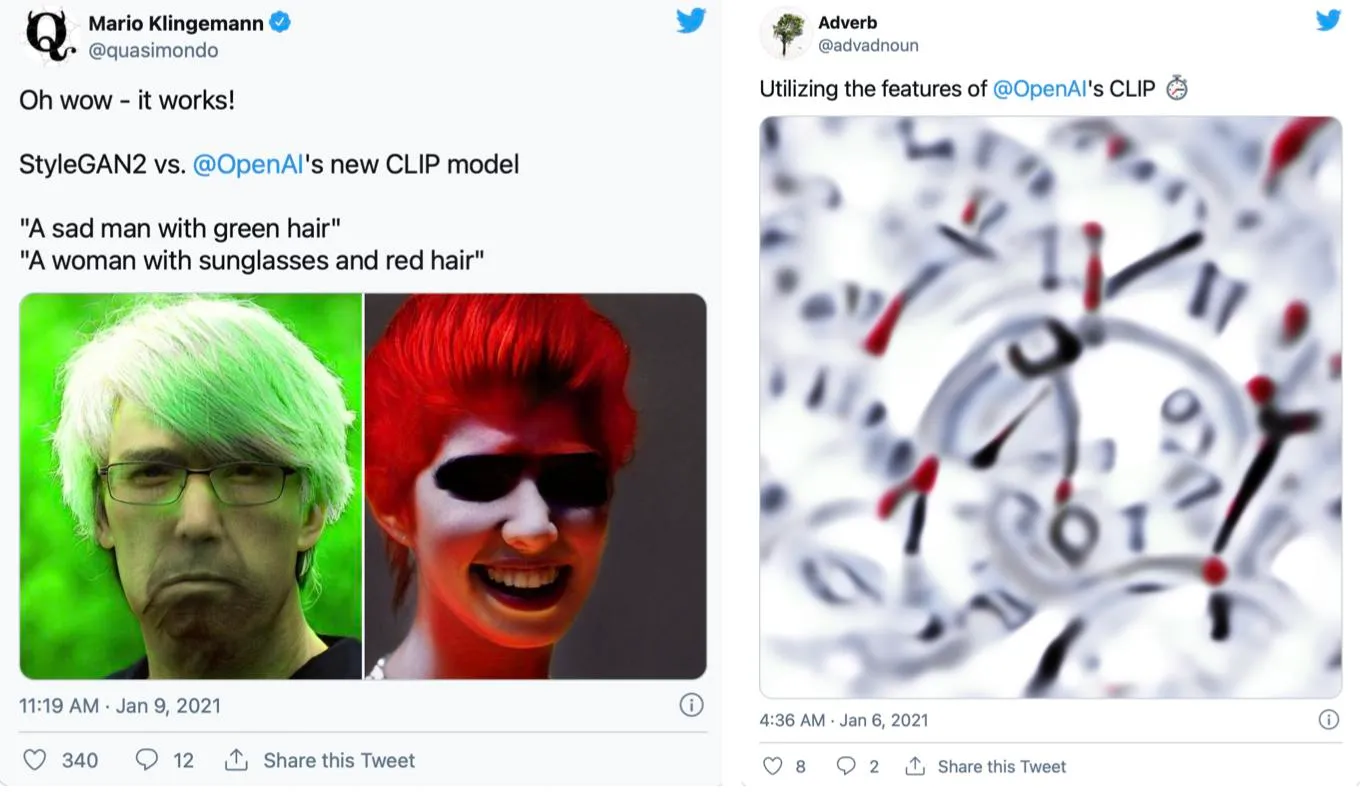 Mario Klingemann
@quasimondo
Oh wow - it works!
StyleGAN2 vs. @OpenAI's new CLIP model
"A sad man with green hair"
"A woman with sunglasses and red hair"
11:19 AM · Jan 9, 2021
340
12
Share this Tweet
Adverb
@advadnoun
Utilizing the features of @OpenAI's CLIP ⏱
4:36 AM · Jan 6, 2021
8
2
Share this Tweet